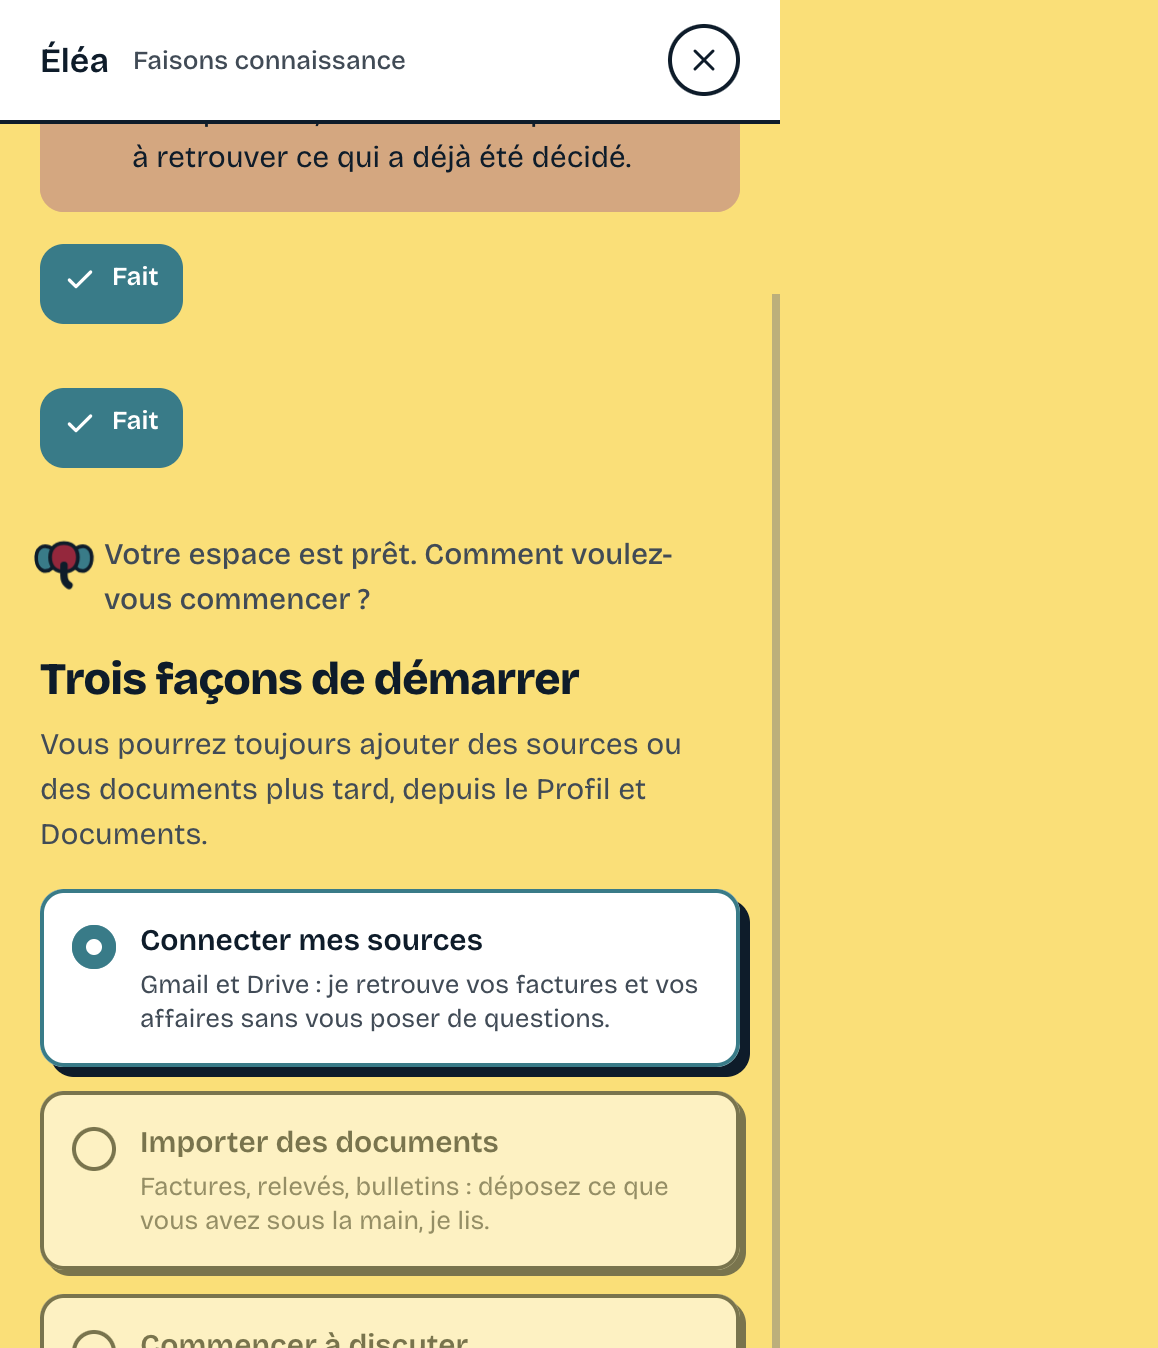 Éléa Faisons connaissance
à retrouver ce qui a déjà été décidé.
Fait
Fait
Votre espace est prêt. Comment voulez-
vous commencer ?
Trois façons de démarrer
Vous pourrez toujours ajouter des sources ou
des documents plus tard, depuis le Profil et
Documents.
Connecter mes sources
Gmail et Drive : je retrouve vos factures et vos
affaires sans vous poser de questions.
Importer des documents
Factures, relevés, bulletins : déposez ce que
vous avez sous la main, je lis.
Commencer à discuter